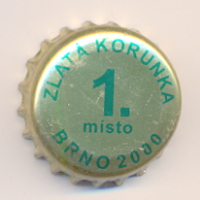 ZLATÁ KORUNKA
1.
místo
BRNO 2000